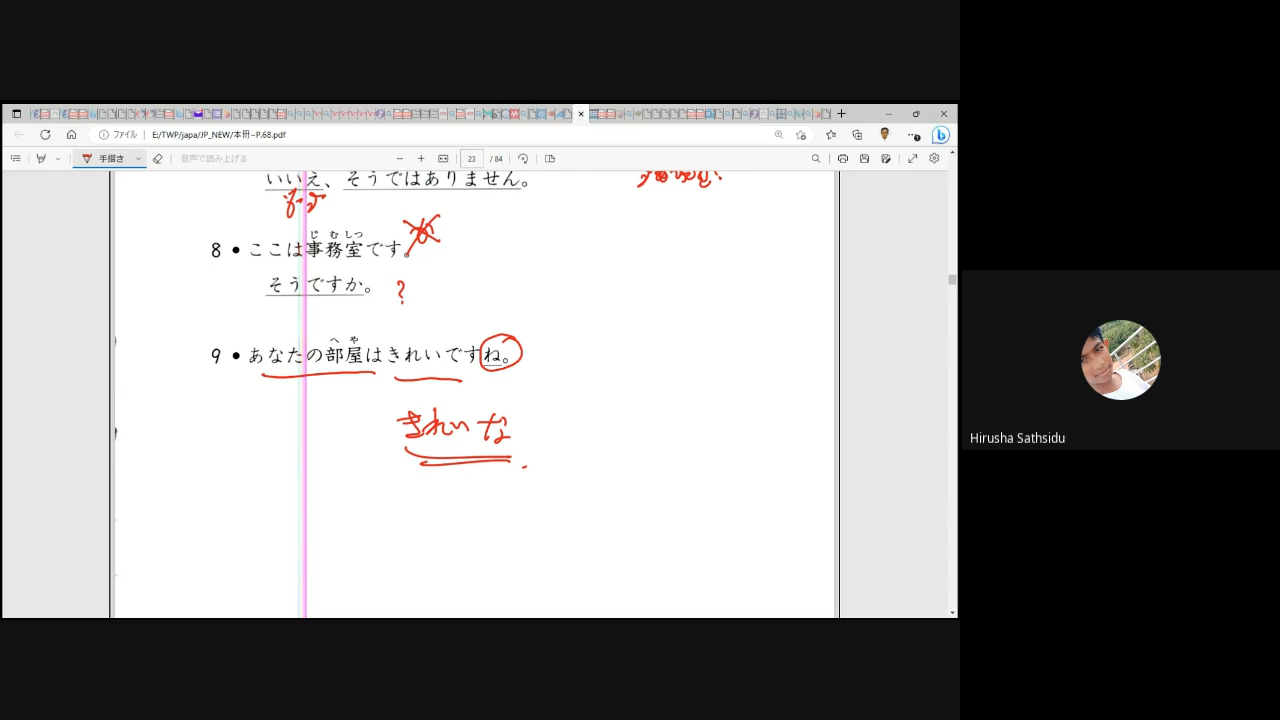 ファイル E:/TWP/japa/JP_NEW/本冊~P.68.pdf
手描き 音声で読み上げる 23 / 84
いいえ、そうではありません。
8 • ここは事務室です。
じ む しつ
そうですか。 ?
9 • あなたの部屋はきれいですね。
へ や
きれい な
Hirusha Sathsidu